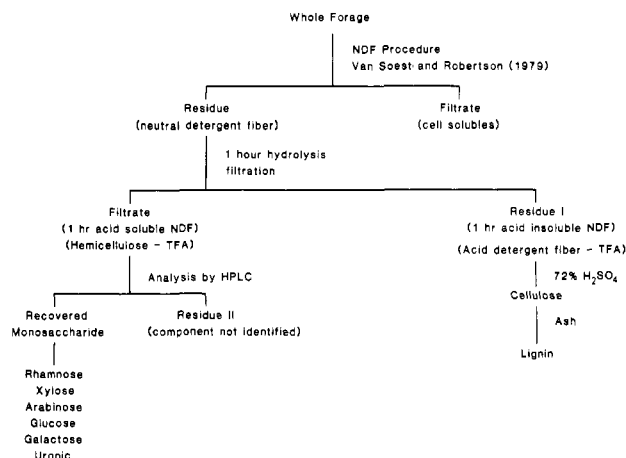 Whole Forage
NDF Procedure
Van Soest and Robertson (1979)
Residue
(neutral detergent fiber)
Filtrate
(cell solubles)
1 hour hydrolysis
filtration
Filtrate
(1 hr acid soluble NDF)
(Hemicellulose - TFA)
Residue I
(1 hr acid insoluble NDF)
(Acid detergent fiber - TFA)
Analysis by HPLC
72% H₂SO₄
Cellulose
Recovered
Monosaccharide
Residue II
(component not identified)
Ash
Lignin
Rhamnose
Xylose
Arabinose
Glucose
Galactose
Uronic